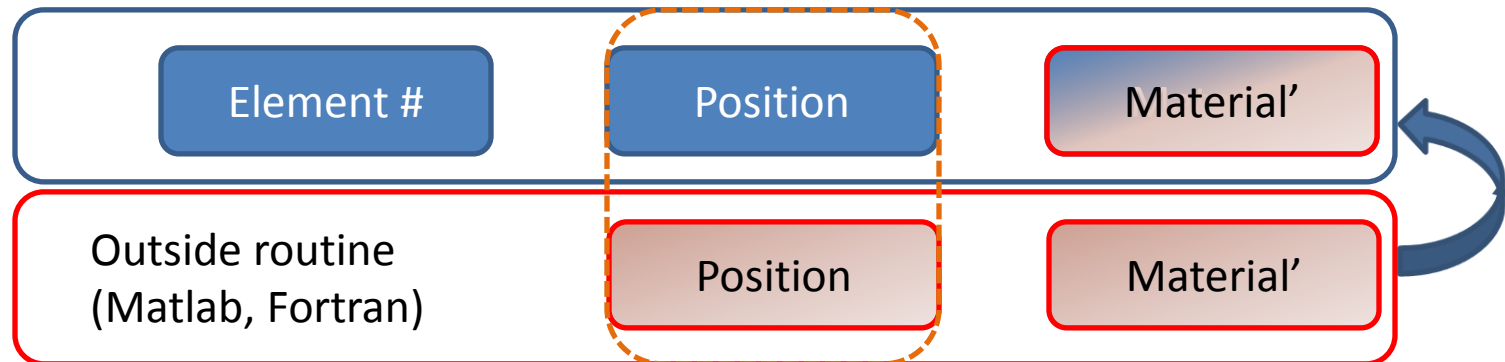 Element #
Position
Material’
Outside routine
(Matlab, Fortran)
Position
Material’